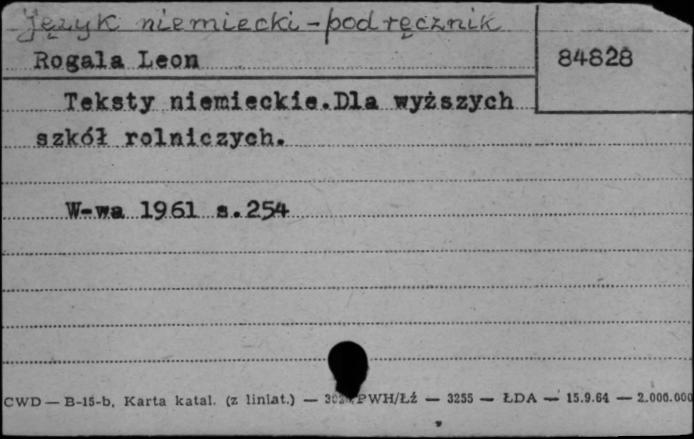 Język niemiecki - podręcznik
Rogala Leon
84828
Teksty niemieckie.Dla wyższych
szkół rolniczych.
W-wa 1961 s.254
CWD — B-15-b, Karta katal. (z liniat.) — PWH/Łź — 3255 — ŁDA — 15.9.64 — 2.000.000